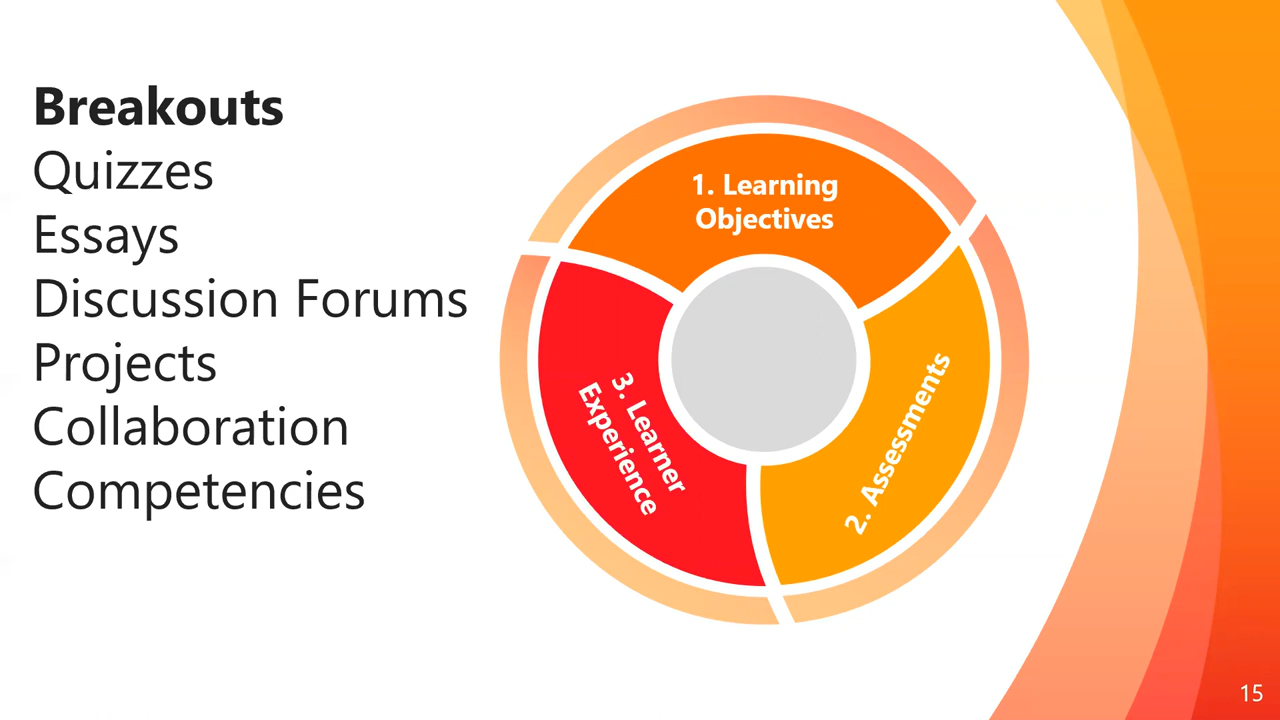 Breakouts
Quizzes
Essays
Discussion Forums
Projects
Collaboration
Competencies
1. Learning
Objectives
2. Assessments
3. Learner
Experience
15